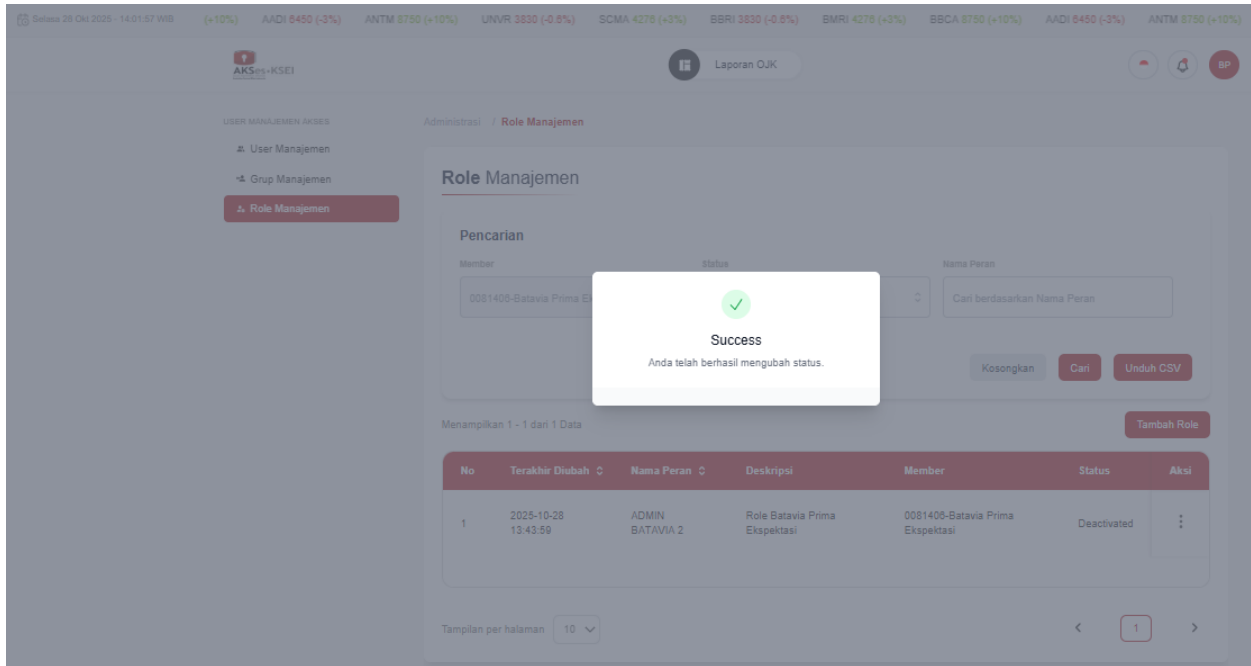 Selasa 28 Okt 2025 - 14:01:57 WIB (+10%) AADI 6450 (-3%) ANTM 8750 (+10%) UNVR 3830 (-0.6%) SCMA 4276 (+3%) BBRI 3830 (-0.6%) BMRI 4276 (+3%) BBCA 8750 (+10%) AADI 6450 (-3%) ANTM 8750 (+10%)
AKSes-KSEI
Laporan OJK
BP
USER MANAJEMEN AKSES
Administrasi / Role Manajemen
User Manajemen
Grup Manajemen
Role Manajemen
Role Manajemen
Pencarian
Member Status Nama Peran
0081406-Batavia Prima Ek
Cari berdasarkan Nama Peran
Success
Anda telah berhasil mengubah status.
Kosongkan Cari Unduh CSV
Menampilkan 1 - 1 dari 1 Data
Tambah Role
No Terakhir Diubah Nama Peran Deskripsi Member Status Aksi
1 2025-10-28 13:43:59 ADMIN BATAVIA 2 Role Batavia Prima Ekspektasi 0081406-Batavia Prima Ekspektasi Deactivated
Tampilan per halaman 10
1